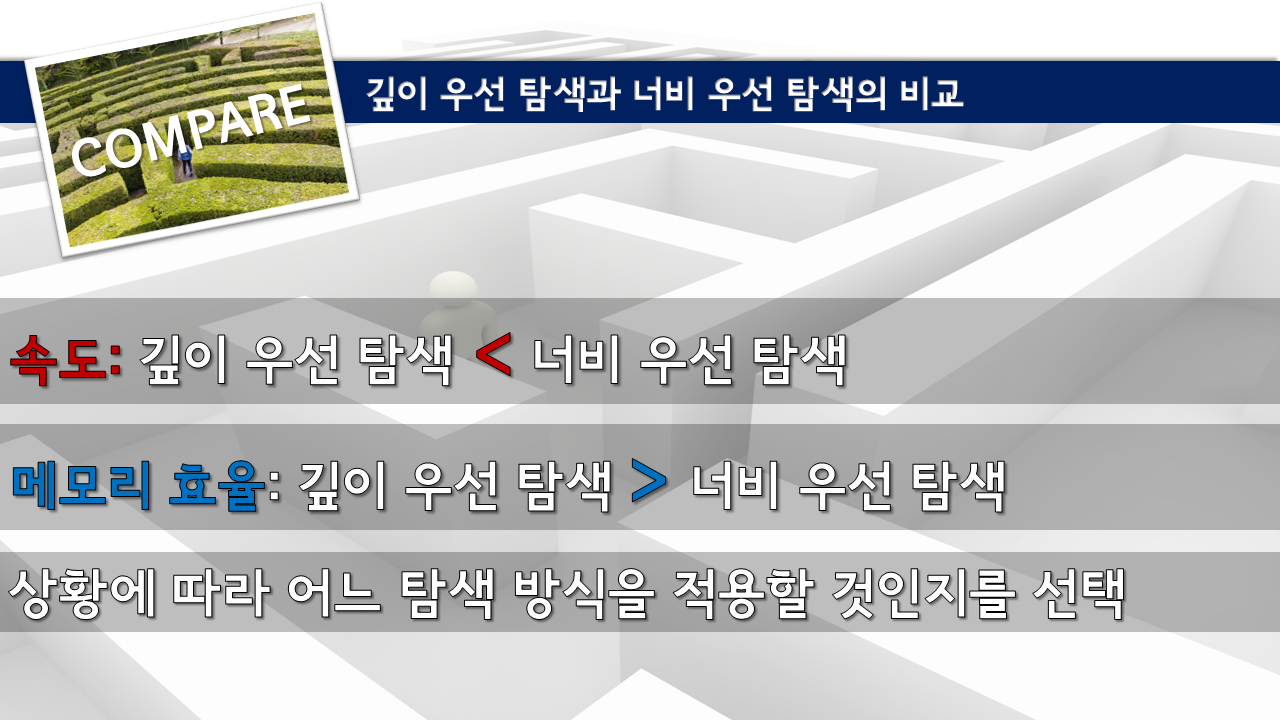 COMPARE
깊이 우선 탐색과 너비 우선 탐색의 비교
속도: 깊이 우선 탐색 < 너비 우선 탐색
메모리 효율: 깊이 우선 탐색 > 너비 우선 탐색
상황에 따라 어느 탐색 방식을 적용할 것인지를 선택